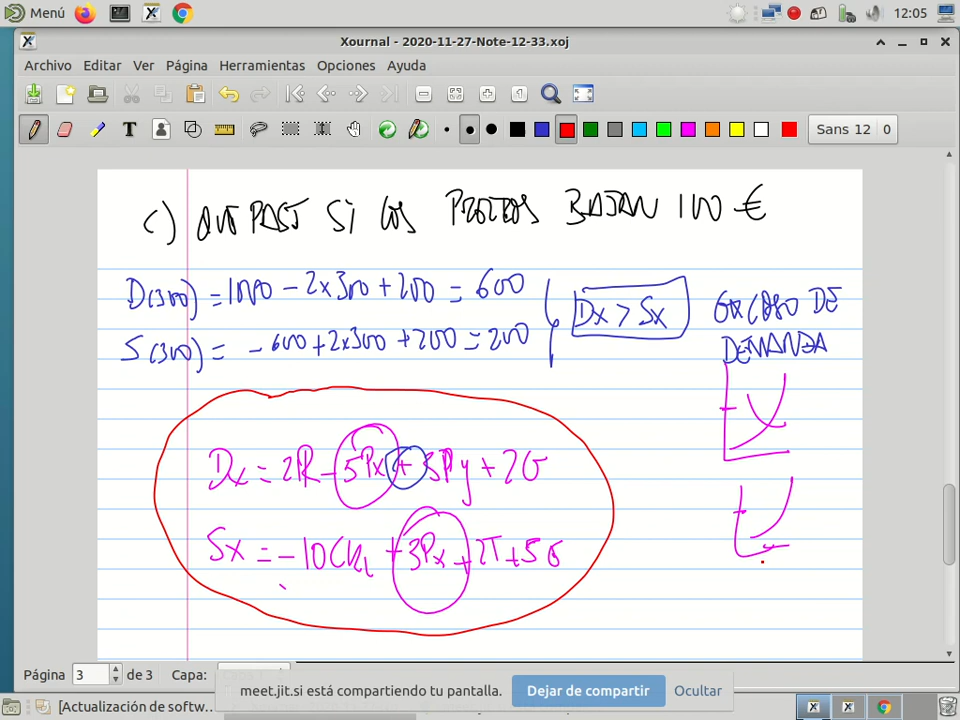 Menú
12:05
Xournal - 2020-11-27-Note-12-33.xoj
Archivo Editar Ver Página Herramientas Opciones Ayuda
Sans 12 0
C) QUE PASA SI LOS PRECIOS BAJAN 100 €
D(300) = 1000 - 2x300 + 200 = 600
S(300) = -600 + 2x300 + 200 = 200
Dx > Sx
EXCESO DE
DEMANDA
Dx = 2R - 5Px + 3Py + 2G
Sx = - 10 + 3Px + 2T + 5G
Página 3 de 3 Capa:
meet.jit.si está compartiendo tu pantalla. Dejar de compartir Ocultar
[Actualización de softw...